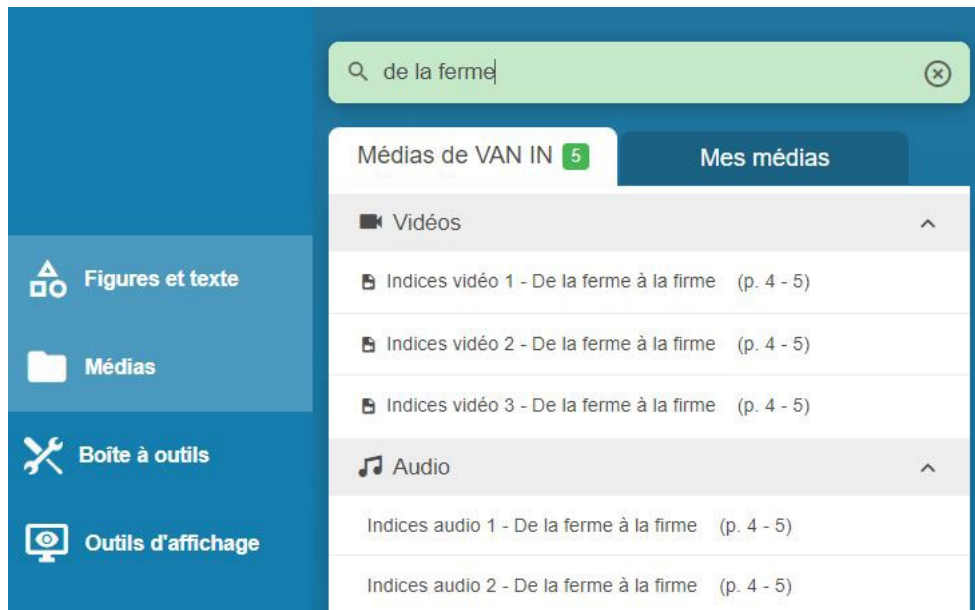 de la ferme
Médias de VAN IN 5
Mes médias
Vidéos
Indices vidéo 1 - De la ferme à la firme (p. 4 - 5)
Indices vidéo 2 - De la ferme à la firme (p. 4 - 5)
Indices vidéo 3 - De la ferme à la firme (p. 4 - 5)
Audio
Indices audio 1 - De la ferme à la firme (p. 4 - 5)
Indices audio 2 - De la ferme à la firme (p. 4 - 5)
Figures et texte
Médias
Boîte à outils
Outils d'affichage